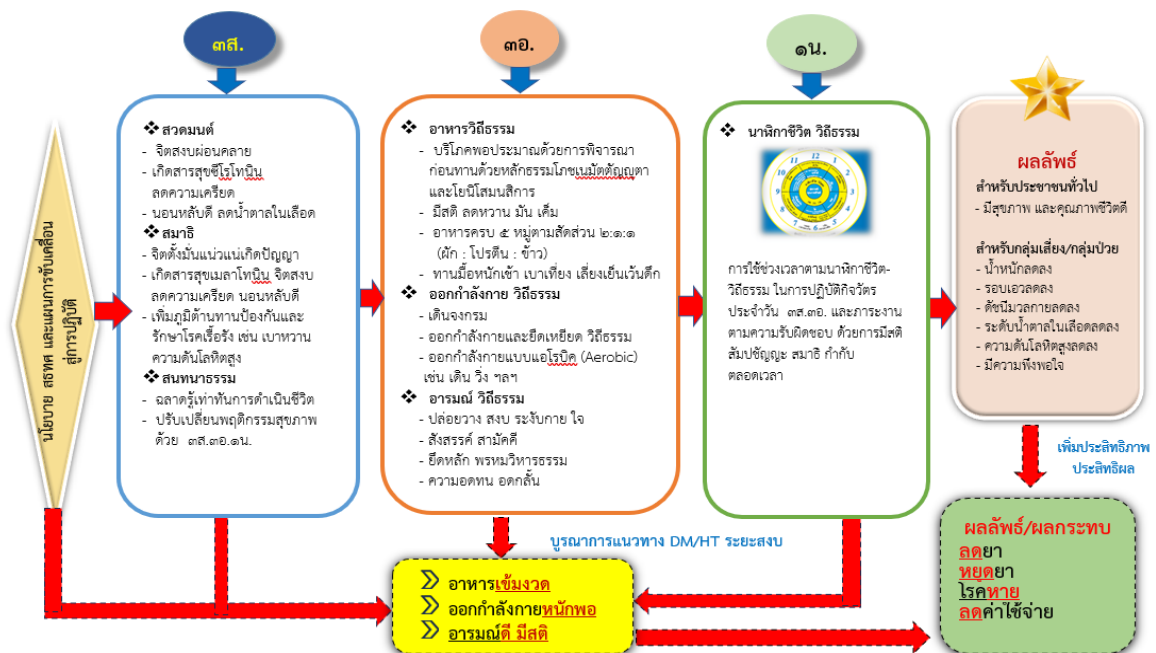 ๓ส.
๓อ.
๑น.
นโยบาย สธทศ และแผนการขับเคลื่อน
สู่การปฏิบัติ
❖ สวดมนต์
- จิตสงบผ่อนคลาย
- เกิดสารสุขซีโรโทนิน
ลดความเครียด
- นอนหลับดี ลดน้ำตาลในเลือด
❖ สมาธิ
- จิตตั้งมั่นแน่วแน่เกิดปัญญา
- เกิดสารสุขเมลาโทนิน จิตสงบ
ลดความเครียด นอนหลับดี
- เพิ่มภูมิต้านทานป้องกันและ
รักษาโรคเรื้อรัง เช่น เบาหวาน
ความดันโลหิตสูง
❖ สนทนาธรรม
- ฉลาดรู้เท่าทันการดำเนินชีวิต
- ปรับเปลี่ยนพฤติกรรมสุขภาพ
ด้วย ๓ส.๓อ.๑น.
❖ อาหารวิถีธรรม
- บริโภคพอประมาณด้วยการพิจารณา
ก่อนทานด้วยหลักธรรมโภชเนมัตตัญญุตา
และโยนิโสมนสิการ
- มีสติ ลดหวาน มัน เค็ม
- อาหารครบ ๕ หมู่ตามสัดส่วน ๒:๑:๑
(ผัก : โปรตีน : ข้าว)
- ทานมื้อหนักเช้า เบาเที่ยง เลี่ยงเย็นเว้นดึก
❖ ออกกำลังกาย วิถีธรรม
- เดินจงกรม
- ออกกำลังกายและยืดเหยียด วิถีธรรม
- ออกกำลังกายแบบแอโรบิค (Aerobic)
เช่น เดิน วิ่ง ฯลฯ
❖ อารมณ์ วิถีธรรม
- ปล่อยวาง สงบ ระงับกาย ใจ
- สังสรรค์ สามัคคี
- ยึดหลัก พรหมวิหารธรรม
- ความอดทน อดกลั้น
❖ นาฬิกาชีวิต วิถีธรรม
การใช้ช่วงเวลาตามนาฬิกาชีวิต-
วิถีธรรม ในการปฏิบัติกิจวัตร
ประจำวัน ๓ส.๓อ. และภาระงาน
ตามความรับผิดชอบ ด้วยการมีสติ
สัมปชัญญะ สมาธิ กำกับ
ตลอดเวลา
ผลลัพธ์
สำหรับประชาชนทั่วไป
- มีสุขภาพ และคุณภาพชีวิตดี
สำหรับกลุ่มเสี่ยง/กลุ่มป่วย
- น้ำหนักลดลง
- รอบเอวลดลง
- ดัชนีมวลกายลดลง
- ระดับน้ำตาลในเลือดลดลง
- ความดันโลหิตสูงลดลง
- มีความพึงพอใจ
เพิ่มประสิทธิภาพ
ประสิทธิผล
บูรณาการแนวทาง DM/HT ระยะสงบ
อาหารเข้มงวด
ออกกำลังกายหนักพอ
อารมณ์ดี มีสติ
ผลลัพธ์/ผลกระทบ
ลดยา
หยุดยา
โรคหาย
ลดค่าใช้จ่าย